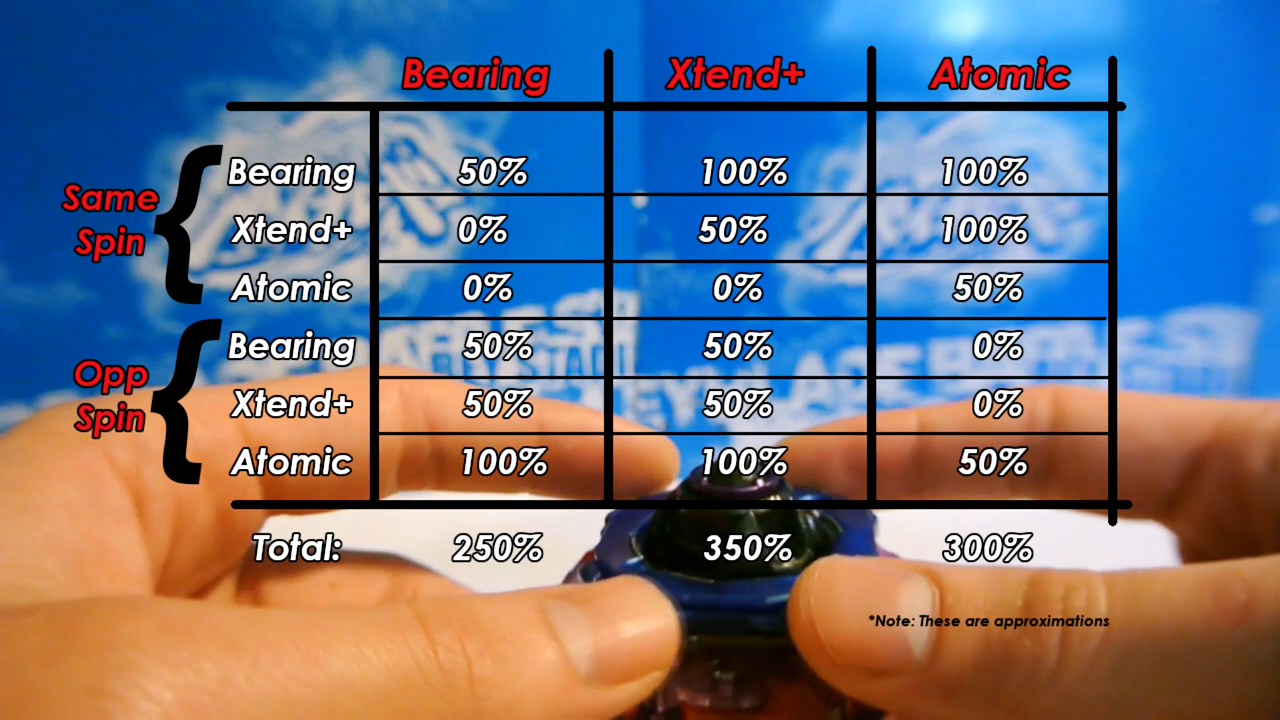 Bearing Xtend+ Atomic
Same Spin
Bearing 50% 100% 100%
Xtend+ 0% 50% 100%
Atomic 0% 0% 50%
Opp Spin
Bearing 50% 50% 0%
Xtend+ 50% 50% 0%
Atomic 100% 100% 50%
Total: 250% 350% 300%
*Note: These are approximations